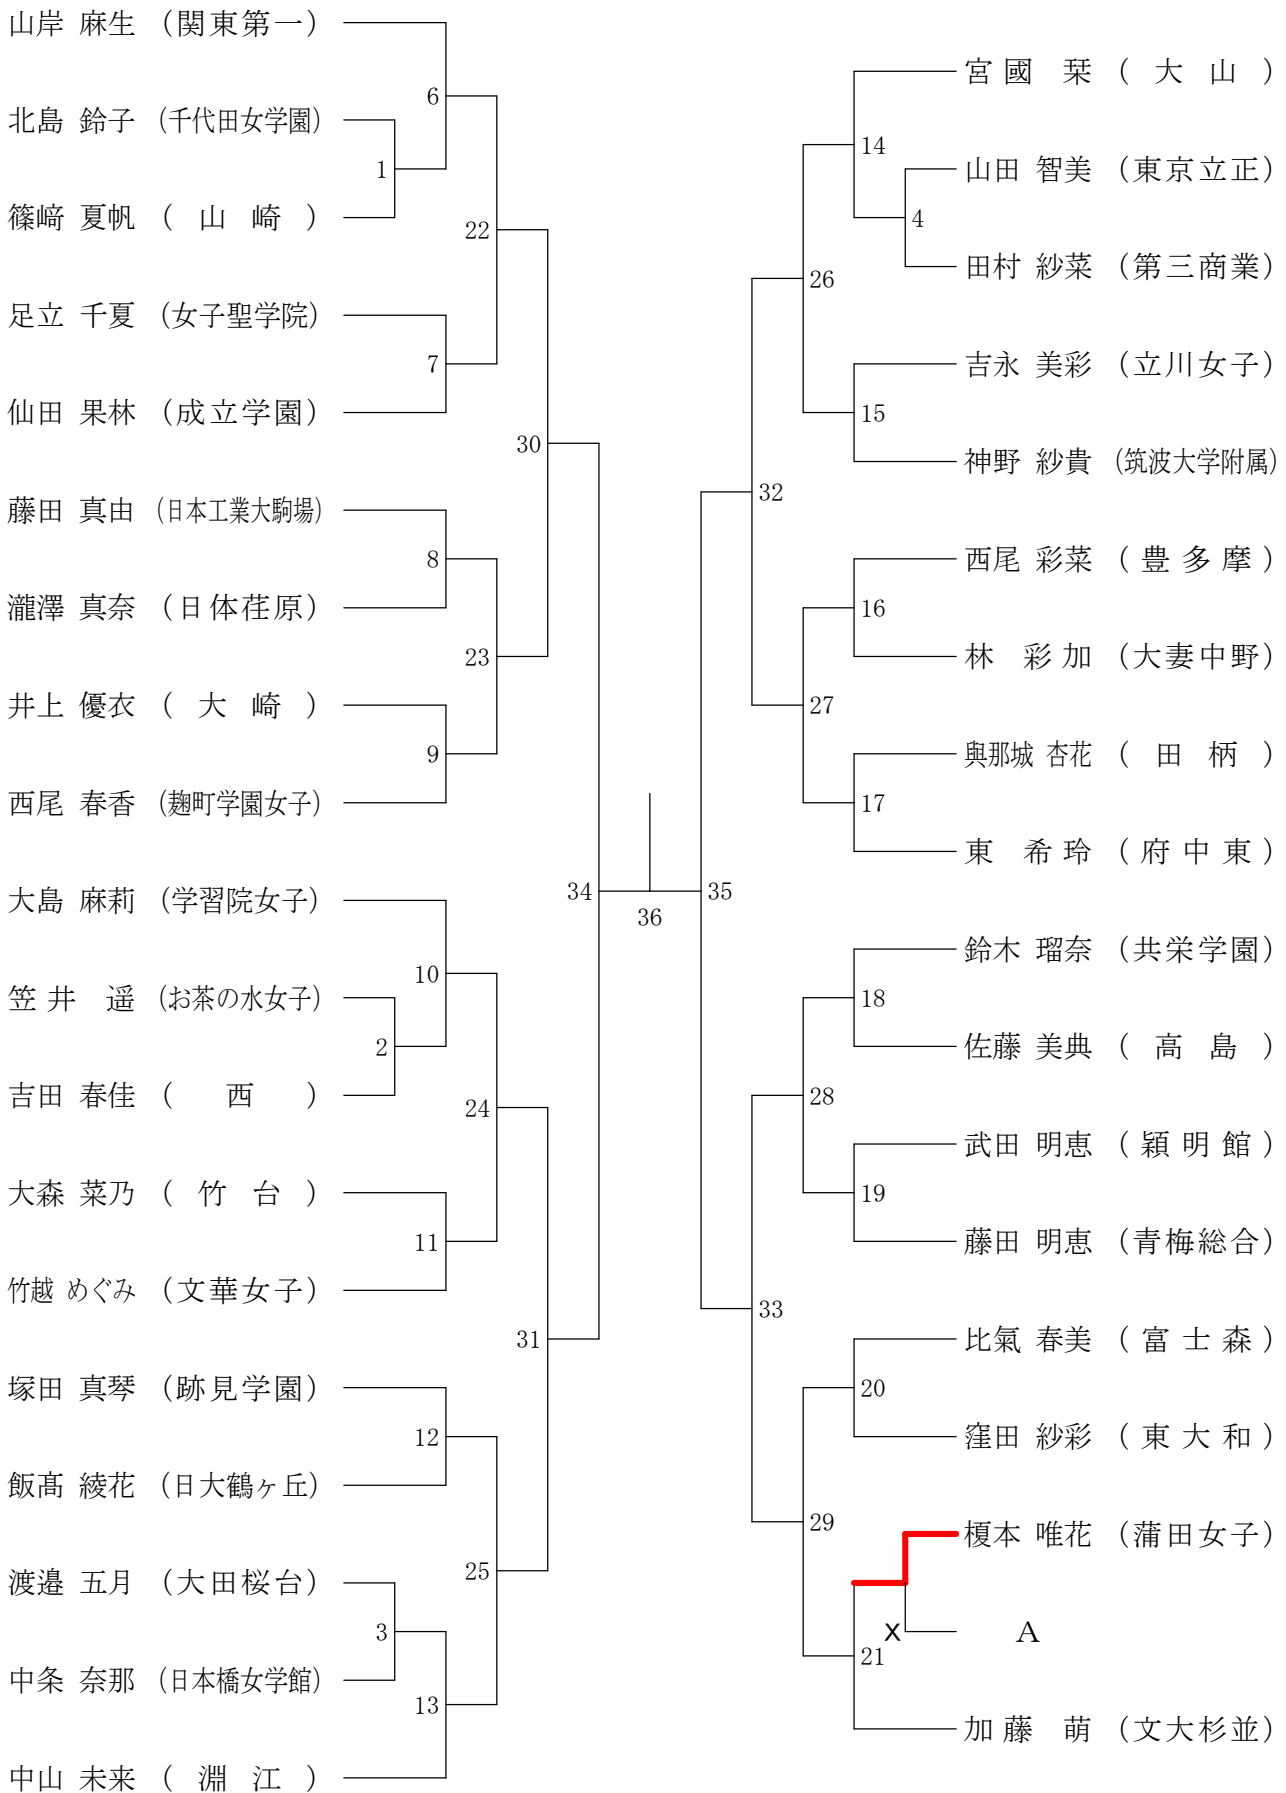 山岸 麻生 (関東第一)
北島 鈴子 (千代田女学園)
篠﨑 夏帆 (山崎)
足立 千夏 (女子聖学院)
仙田 果林 (成立学園)
藤田 真由 (日本工業大駒場)
瀧澤 真奈 (日体荏原)
井上 優衣 (大崎)
西尾 春香 (麹町学園女子)
大島 麻莉 (学習院女子)
笠井 遥 (お茶の水女子)
吉田 春佳 (西)
大森 菜乃 (竹台)
竹越 めぐみ (文華女子)
塚田 真琴 (跡見学園)
飯髙 綾花 (日大鶴ヶ丘)
渡邉 五月 (大田桜台)
中条 奈那 (日本橋女学館)
中山 未来 (淵江)
1
2
3
6
7
8
9
10
11
12
13
22
23
24
25
30
31
34
36
35
32
33
26
27
28
29
14
15
16
17
18
19
20
21
4
x
宮國 栞 (大山)
山田 智美 (東京立正)
田村 紗菜 (第三商業)
吉永 美彩 (立川女子)
神野 紗貴 (筑波大学附属)
西尾 彩菜 (豊多摩)
林 彩加 (大妻中野)
與那城 杏花 (田柄)
東 希玲 (府中東)
鈴木 瑠奈 (共栄学園)
佐藤 美典 (高島)
武田 明恵 (穎明館)
藤田 明恵 (青梅総合)
比氣 春美 (富士森)
窪田 紗彩 (東大和)
榎本 唯花 (蒲田女子)
A
加藤 萌 (文大杉並)